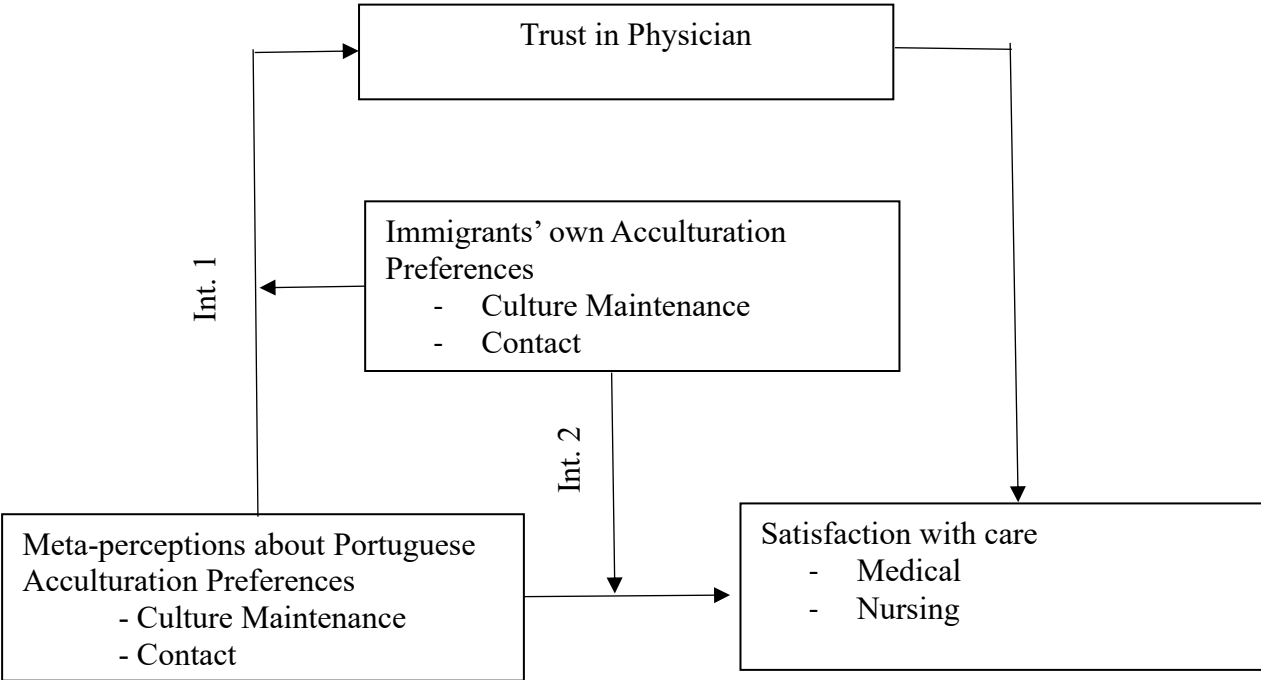 Trust in Physician
Immigrants’ own Acculturation
Preferences
- Culture Maintenance
- Contact
Int. 1
Int. 2
Meta-perceptions about Portuguese
Acculturation Preferences
- Culture Maintenance
- Contact
Satisfaction with care
- Medical
- Nursing